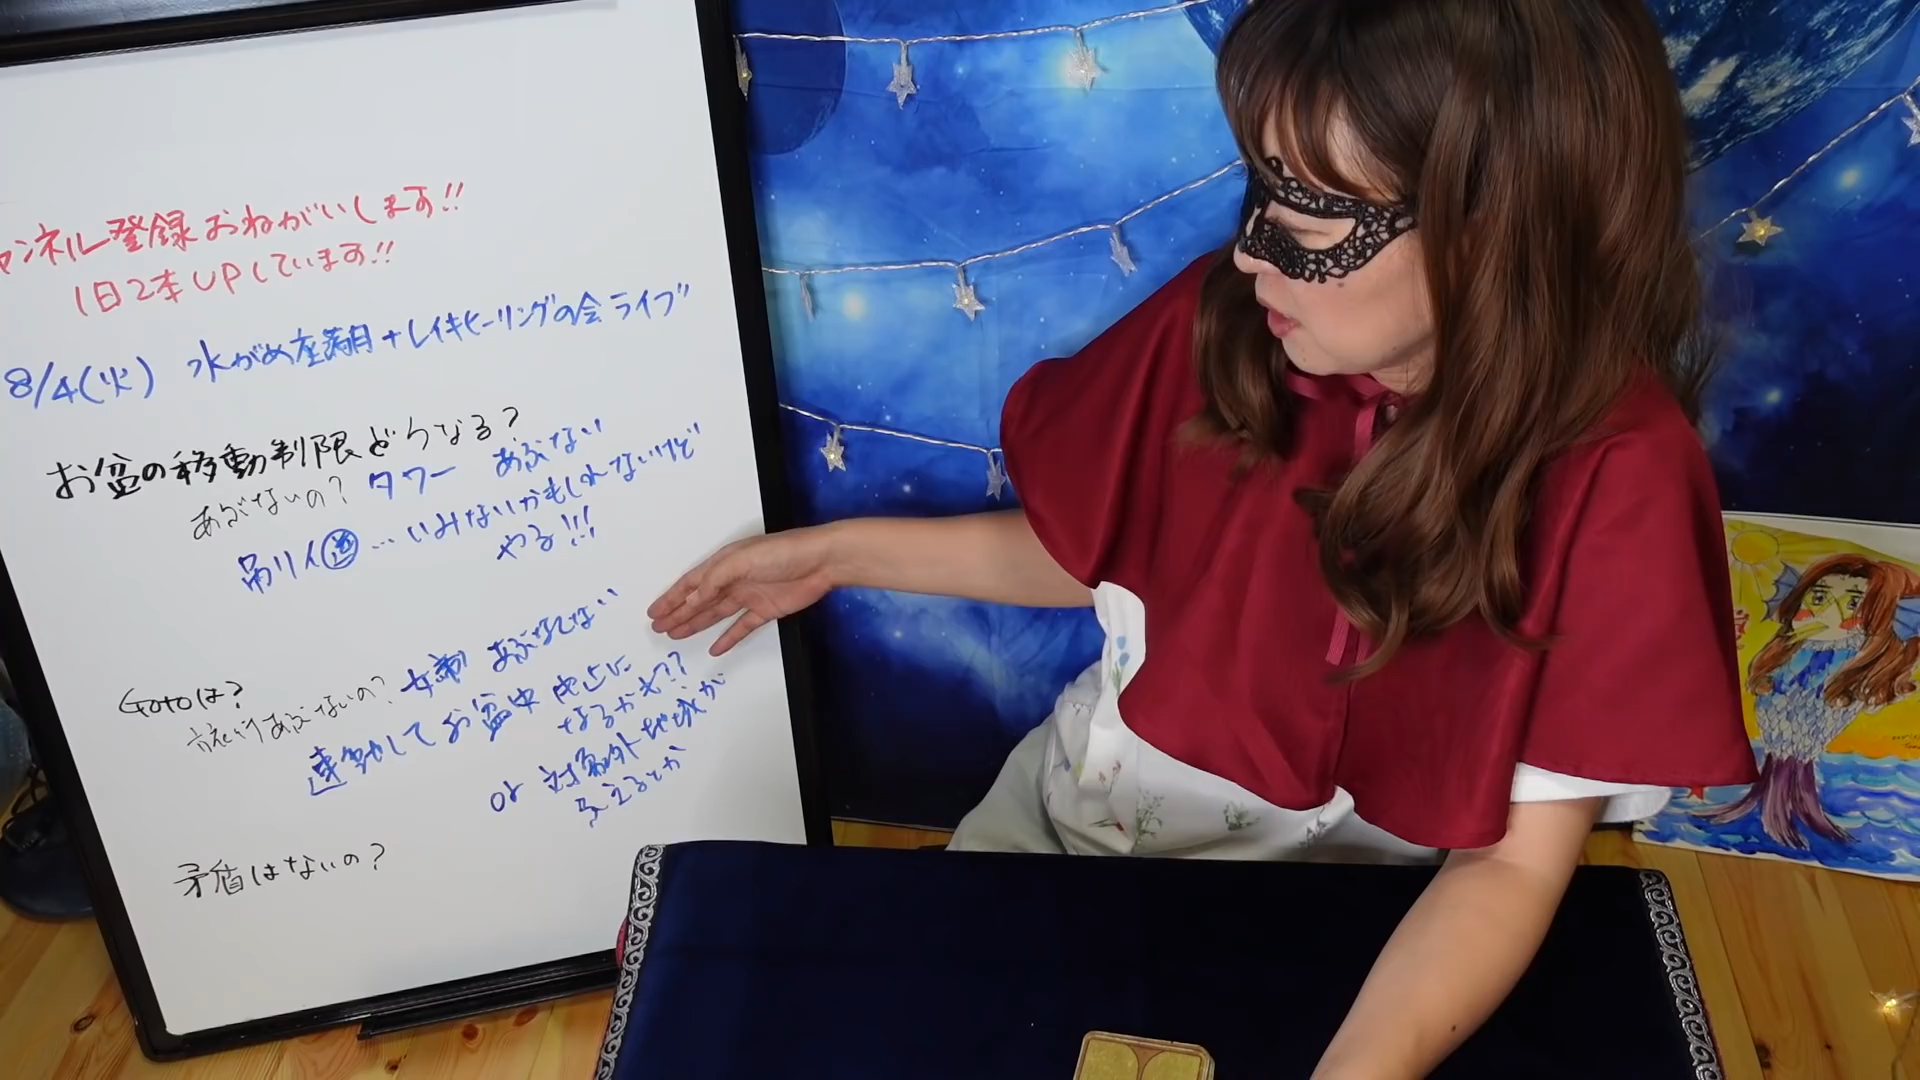 ャンネル登録おねがいします!!
1日2本UPしています!!
8/4(火) 水がめ座満月+レイキヒーリングの会ライブ
お盆の移動制限どうなる?
あぶないの? タワー あぶない
吊り人逆…いみないかもしれないけど
やる!!!
Gotoは?
旅行あぶないの? 女帝 あぶなくない
連動してお盆中 中止に
なるかも??
or 対象外地域が
ふえるとか
矛盾はないの?